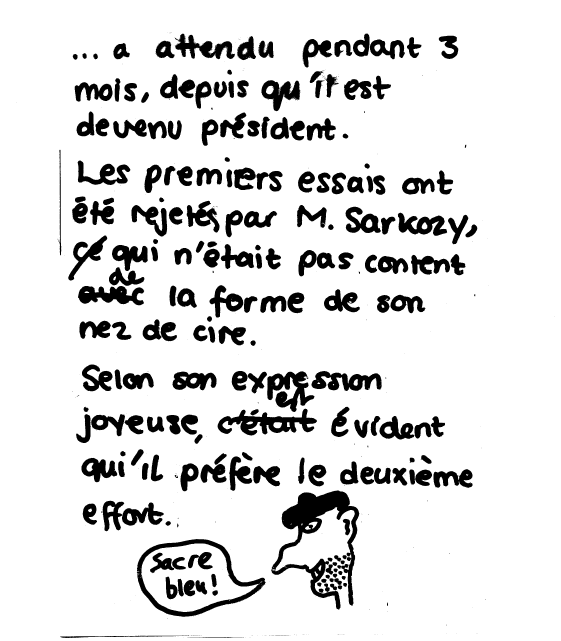 ... a attendu pendant 3
mois, depuis qu'il est
devenu président.
Les premiers essais ont
été rejetés par M. Sarkozy,
ce qui n'était pas content
de
avec la forme de son
nez de cire.
Selon son expression
est
joyeuse, c'était évident
qui'il préfère le deuxième
effort.
Sacre
bleu!